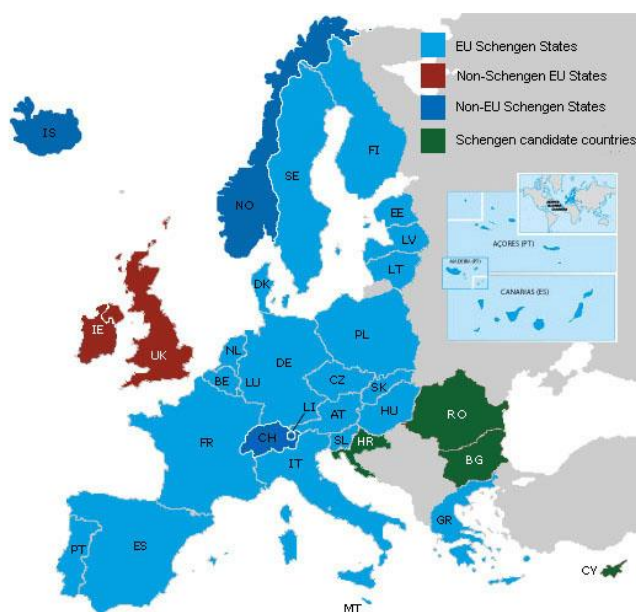 EU Schengen States
Non-Schengen EU States
Non-EU Schengen States
Schengen candidate countries
IS
NO
SE
FI
EE
LV
LT
DK
IE
UK
NL
BE
LU
DE
PL
CZ
SK
LI
AT
HU
FR
CH
IT
SL
HR
RO
BG
PT
ES
GR
MT
CY
AÇORES (PT)
MADEIRA (PT)
CANARIAS (ES)